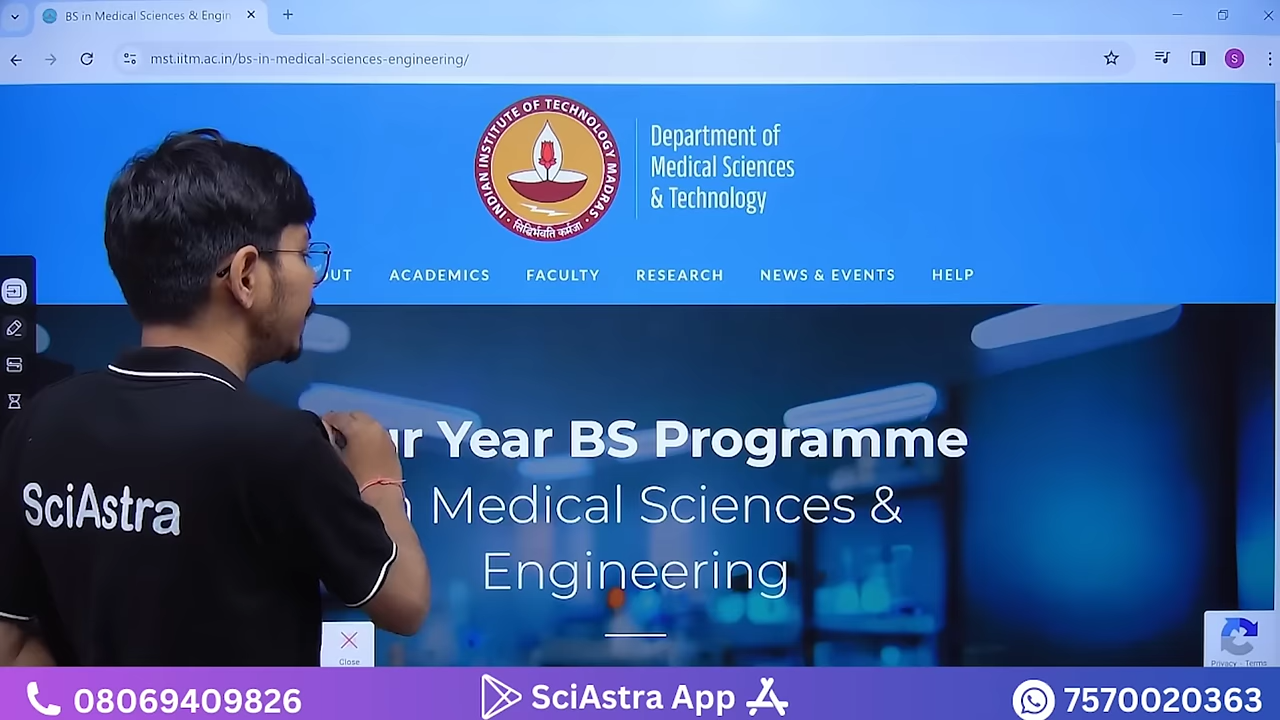 BS in Medical Sciences & Engin
mst.iitm.ac.in/bs-in-medical-sciences-engineering/
S
INDIAN INSTITUTE OF TECHNOLOGY MADRAS
सिद्धिर्भवति कर्मजा
Department of
Medical Sciences
& Technology
ACADEMICS
FACULTY
RESEARCH
NEWS & EVENTS
HELP
Year BS Programme
Medical Sciences &
Engineering
SciAstra
Close
Privacy - Terms
08069409826
SciAstra App
7570020363